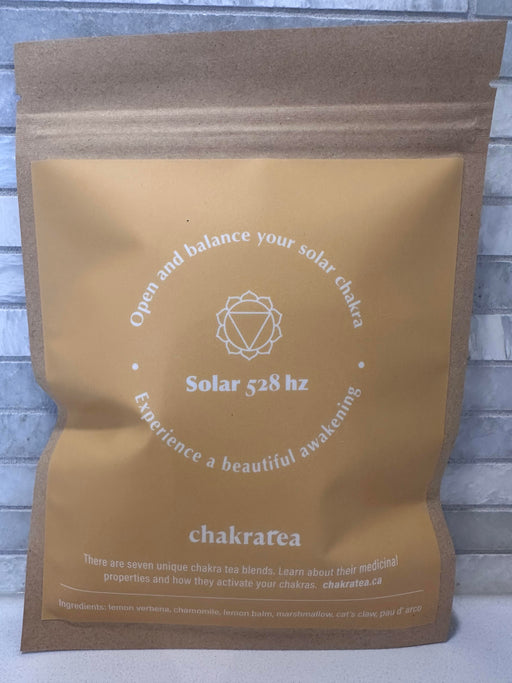 Open and balance your solar chakra
Solar 528 hz
Experience a beautiful awakening
chakratea
There are seven unique chakra tea blends. Learn about their medicinal
properties and how they activate your chakras. chakratea.ca
Ingredients: lemon verbena, chamomile, lemon balm, marshmallow, cat's claw, pau d' arco